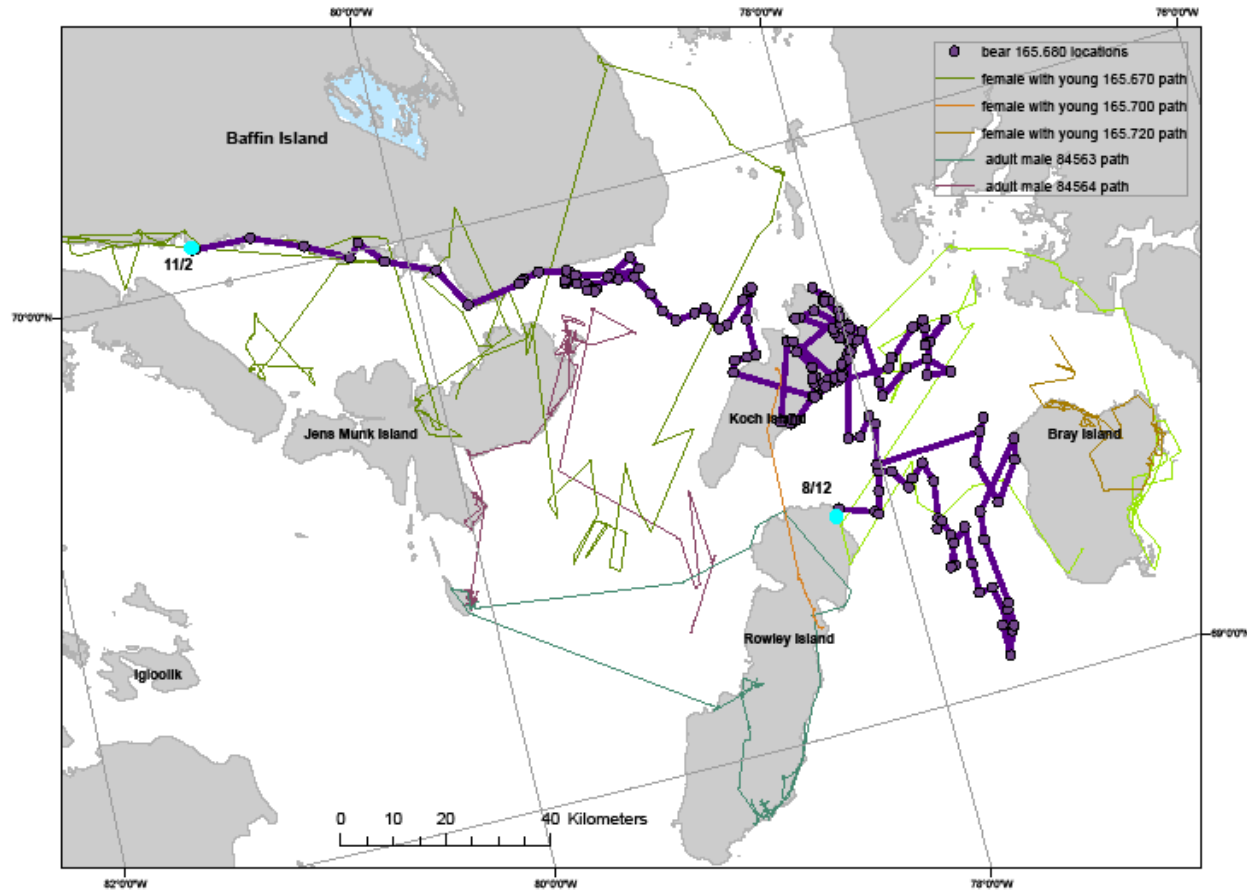 80°0'0"W
78°0'0"W
76°0'0"W
bear 165.680 locations
female with young 165.670 path
female with young 165.700 path
female with young 165.720 path
adult male 84563 path
adult male 84564 path
Baffin Island
11/2
70°0'0"N
Jens Munk Island
Koch Island
Bray Island
8/12
69°0'0"N
Rowley Island
Igloolik
0 10 20 40 Kilometers
82°0'0"W
80°0'0"W
78°0'0"W